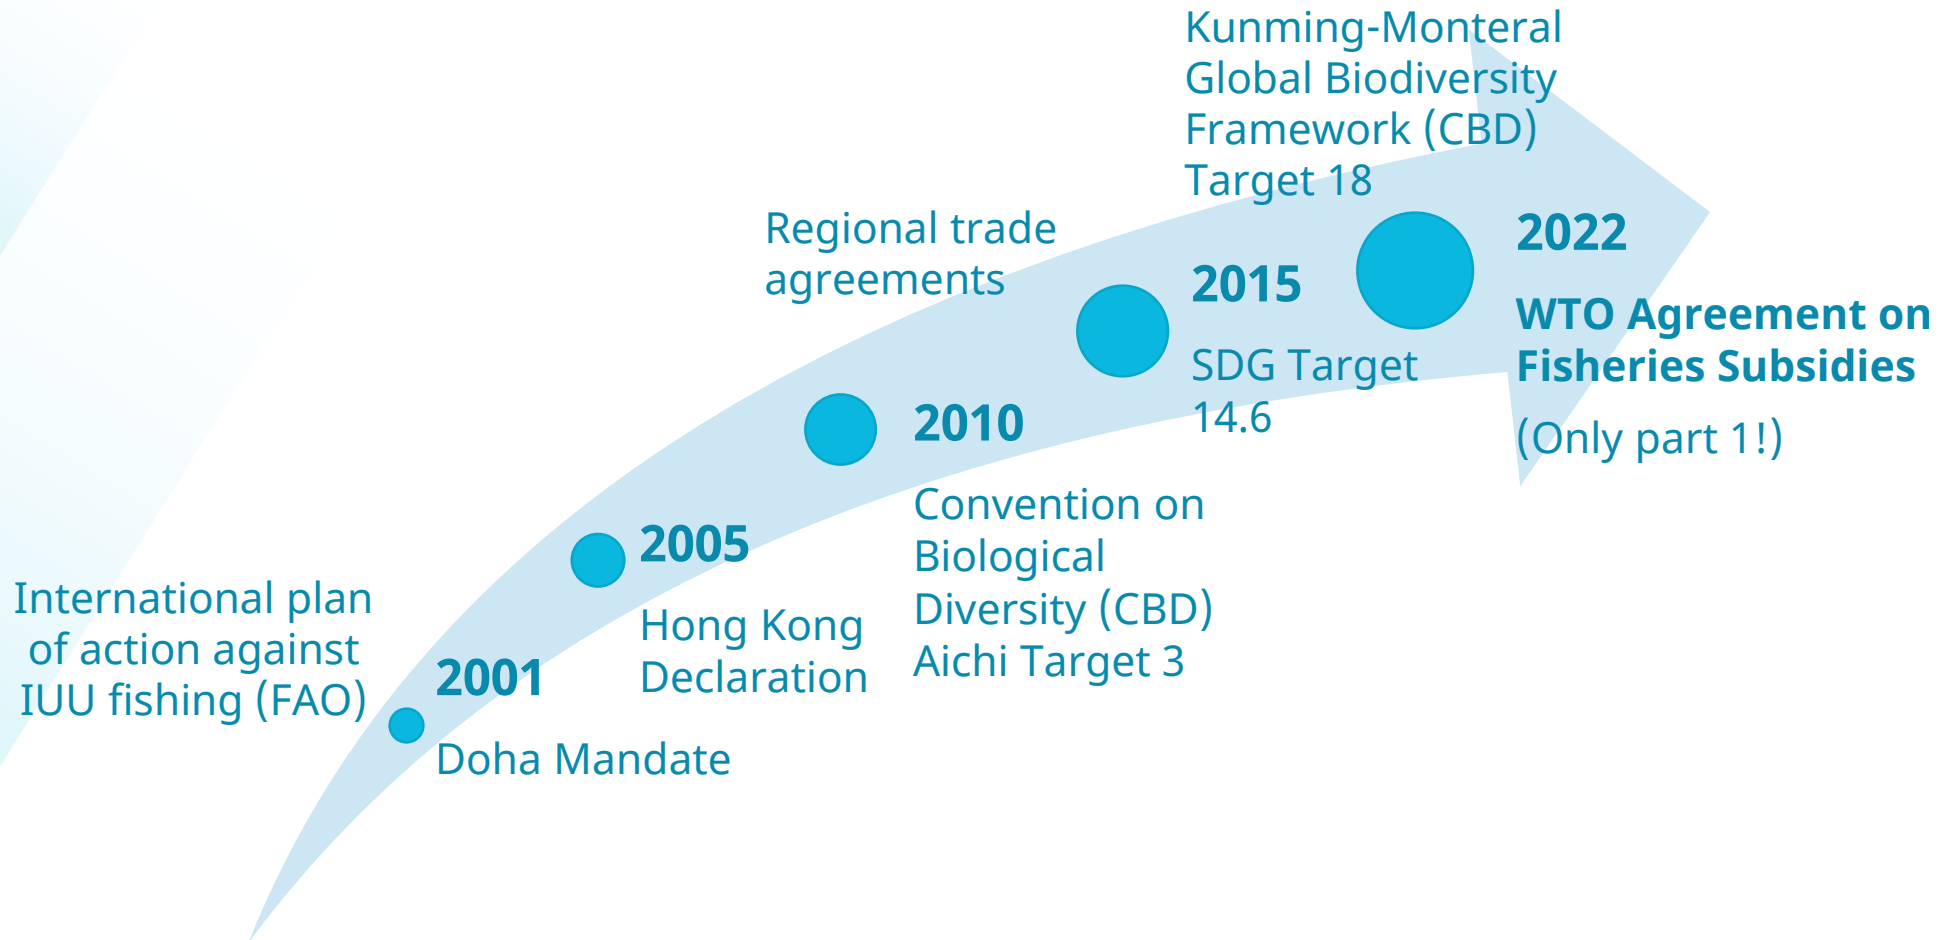 International plan
of action against
IUU fishing (FAO)
2001
Doha Mandate
2005
Hong Kong
Declaration
Regional trade
agreements
2010
Convention on
Biological
Diversity (CBD)
Aichi Target 3
2015
SDG Target
14.6
Kunming-Monteral
Global Biodiversity
Framework (CBD)
Target 18
2022
WTO Agreement on
Fisheries Subsidies
(Only part 1!)